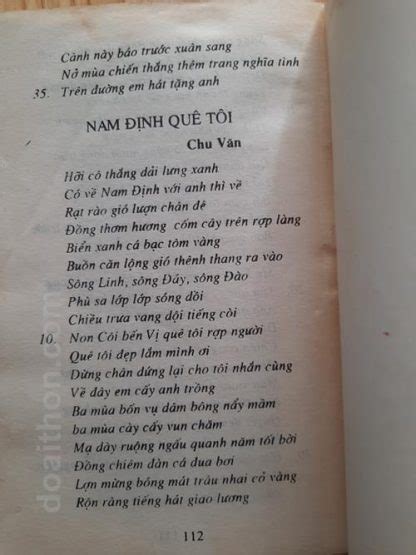 Cành này báo trước xuân sang
Nở mùa chiến thắng thêm trang nghĩa tình
35. Trên đường em hát tặng anh
NAM ĐỊNH QUÊ TÔI
Chu Văn
Hỡi cô thắng dải lưng xanh
Có về Nam Định với anh thì về
Rạt rào gió lượn chân đê
Đồng thơm hương cốm cây trên rợp làng
Biển xanh cá bạc tôm vàng
Buồn căn lộng gió thênh thang ra vào
Sông Linh, sông Đáy, sông Đào
Phù sa lớp lớp sóng dồi
Chiều trưa vang dội tiếng còi
10. Non Côi bến Vị quê tôi rợp người
Quê tôi đẹp lắm mình ơi
Dừng chân đứng lại cho tôi nhắn cùng
Về đây em cấy anh trồng
Ba mùa bốn vụ dâm bông nẩy mầm
ba mùa cày cấy vun chăm
Mạ dày ruộng ngấu quanh năm tốt bời
Đồng chiêm đàn cá đua bơi
Lợn mừng bóng mát trâu nhai cỏ vàng
Rộn ràng tiếng hát giao lương
112
doaithon.com